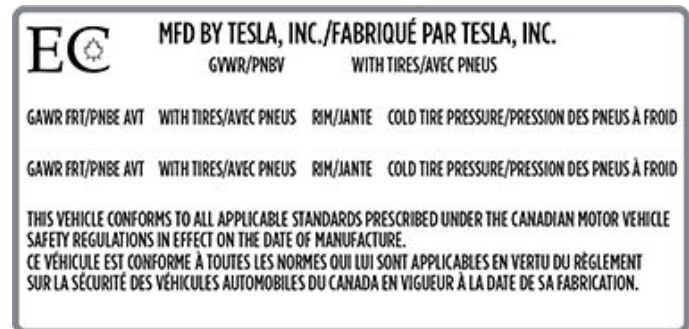 EC
MFD BY TESLA, INC./FABRIQUÉ PAR TESLA, INC.
GVWR/PNBV WITH TIRES/AVEC PNEUS
GAWR FRT/PNBE AVT WITH TIRES/AVEC PNEUS RIM/JANTE COLD TIRE PRESSURE/PRESSION DES PNEUS À FROID
GAWR FRT/PNBE AVT WITH TIRES/AVEC PNEUS RIM/JANTE COLD TIRE PRESSURE/PRESSION DES PNEUS À FROID
THIS VEHICLE CONFORMS TO ALL APPLICABLE STANDARDS PRESCRIBED UNDER THE CANADIAN MOTOR VEHICLE
SAFETY REGULATIONS IN EFFECT ON THE DATE OF MANUFACTURE.
CE VÉHICULE EST CONFORME À TOUTES LES NORMES QUI LUI SONT APPLICABLES EN VERTU DU RÈGLEMENT
SUR LA SÉCURITÉ DES VÉHICULES AUTOMOBILES DU CANADA EN VIGUEUR À LA DATE DE SA FABRICATION.